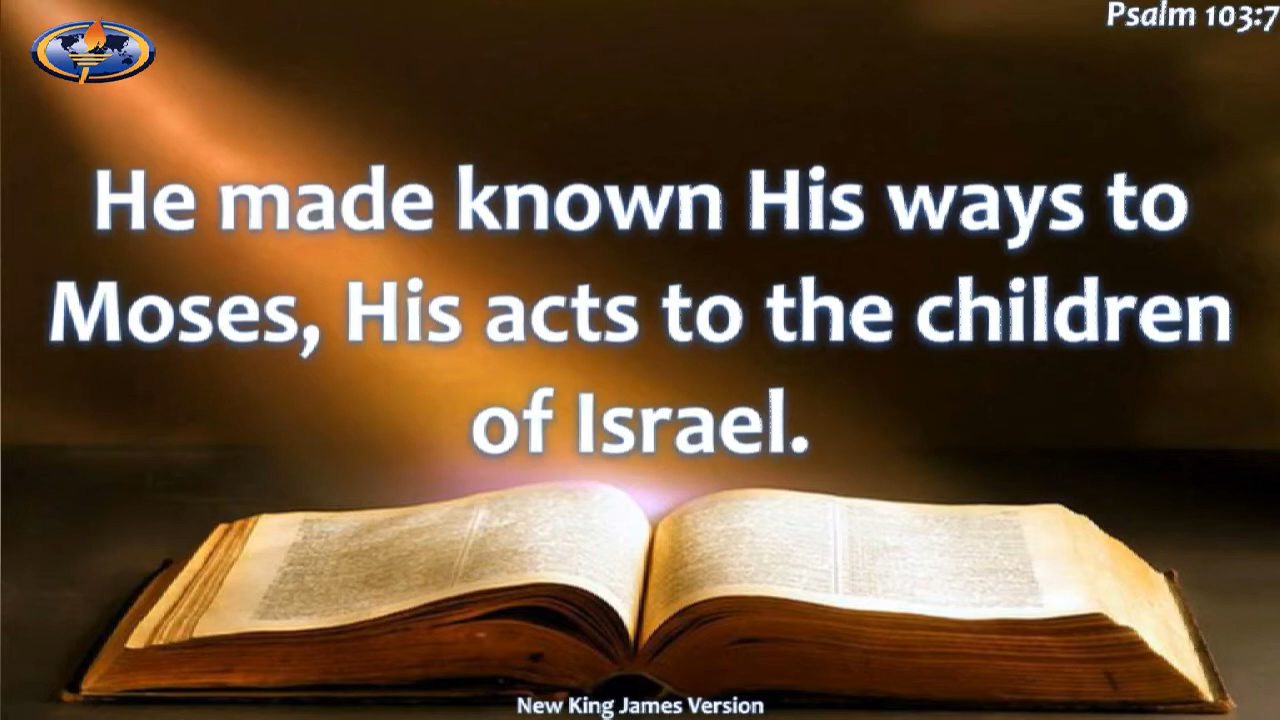 Psalm 103:7
He made known His ways to
Moses, His acts to the children
of Israel.
New King James Version